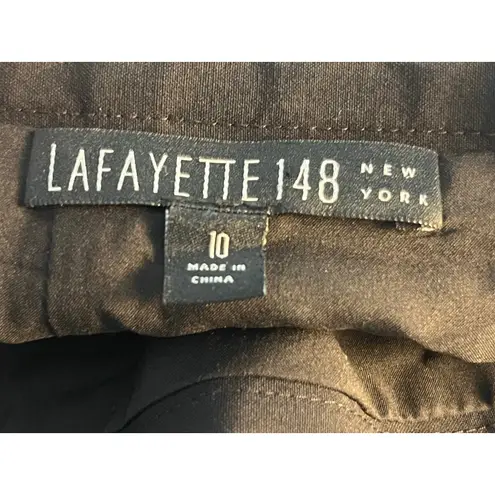 LAFAYETTE 148 NEW YORK
10
MADE IN
CHINA